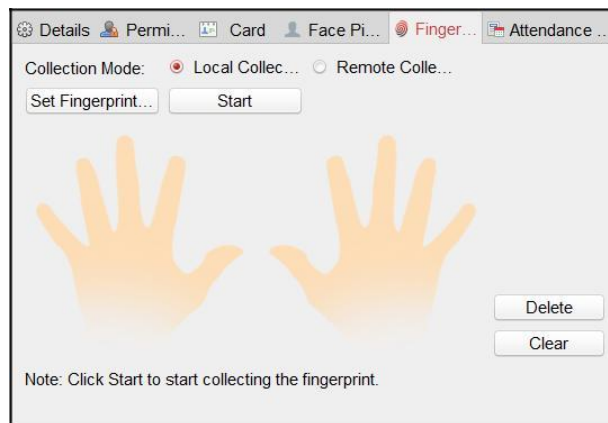 Details Permi... Card Face Pi... Finger... Attendance ...
Collection Mode: Local Collec... Remote Colle...
Set Fingerprint... Start
Delete
Clear
Note: Click Start to start collecting the fingerprint.